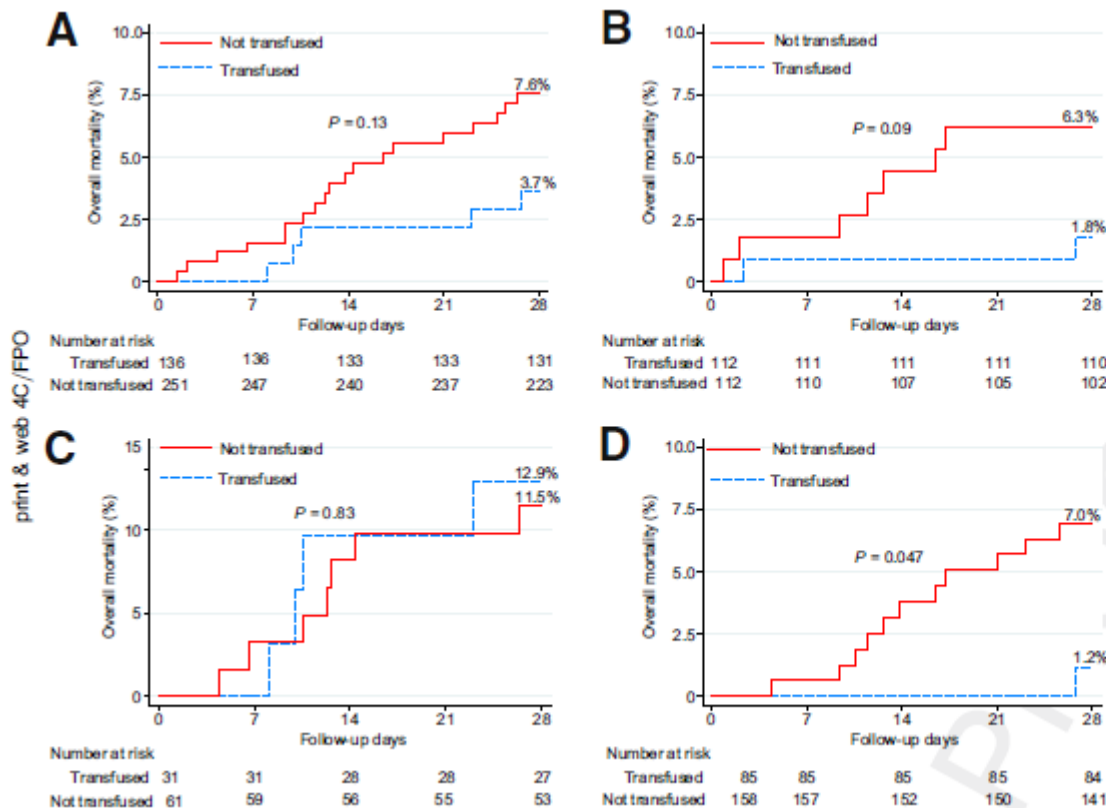 A
10.0
7.5
5.0
2.5
0
Overall mortality (%)
Not transfused
Transfused
P = 0.13
7.6%
3.7%
0 7 14 21 28
Follow-up days
Number at risk
Transfused 136 136 133 133 131
Not transfused 251 247 240 237 223
B
10.0
7.5
5.0
2.5
0
Overall mortality (%)
Not transfused
Transfused
P = 0.09
6.3%
1.8%
0 7 14 21 28
Follow-up days
Number at risk
Transfused 112 111 111 111 110
Not transfused 112 110 107 105 102
print & web 4C/FPO
C
15
10
5
0
Overall mortality (%)
Not transfused
Transfused
P = 0.83
12.9%
11.5%
0 7 14 21 28
Follow-up days
Number at risk
Transfused 31 31 28 28 27
Not transfused 61 59 56 55 53
D
10.0
7.5
5.0
2.5
0
Overall mortality (%)
Not transfused
Transfused
P = 0.047
7.0%
1.2%
0 7 14 21 28
Follow-up days
Number at risk
Transfused 85 85 85 85 84
Not transfused 158 157 152 150 141